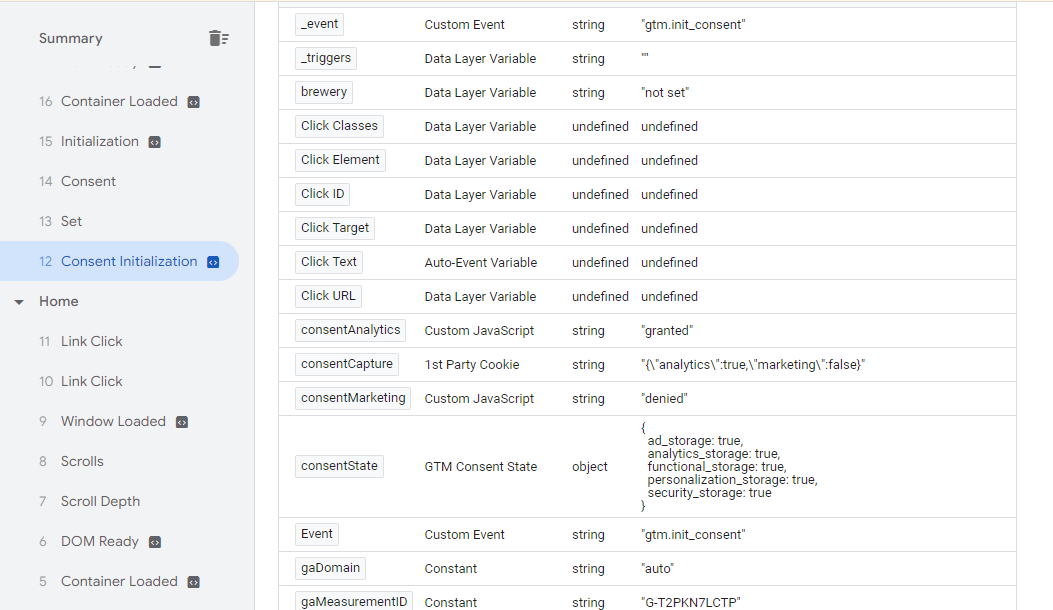 Summary
16 Container Loaded
15 Initialization
14 Consent
13 Set
12 Consent Initialization
Home
11 Link Click
10 Link Click
9 Window Loaded
8 Scrolls
7 Scroll Depth
6 DOM Ready
5 Container Loaded
_event Custom Event string "gtm.init_consent"
_triggers Data Layer Variable string ""
brewery Data Layer Variable string "not set"
Click Classes Data Layer Variable undefined undefined
Click Element Data Layer Variable undefined undefined
Click ID Data Layer Variable undefined undefined
Click Target Data Layer Variable undefined undefined
Click Text Auto-Event Variable undefined undefined
Click URL Data Layer Variable undefined undefined
consentAnalytics Custom JavaScript string "granted"
consentCapture 1st Party Cookie string "{\"analytics\":true,\"marketing\":false}"
consentMarketing Custom JavaScript string "denied"
consentState GTM Consent State object
{
ad_storage: true,
analytics_storage: true,
functional_storage: true,
personalization_storage: true,
security_storage: true
}
Event Custom Event string "gtm.init_consent"
gaDomain Constant string "auto"
gaMeasurementID Constant string "G-T2PKN7LCTP"